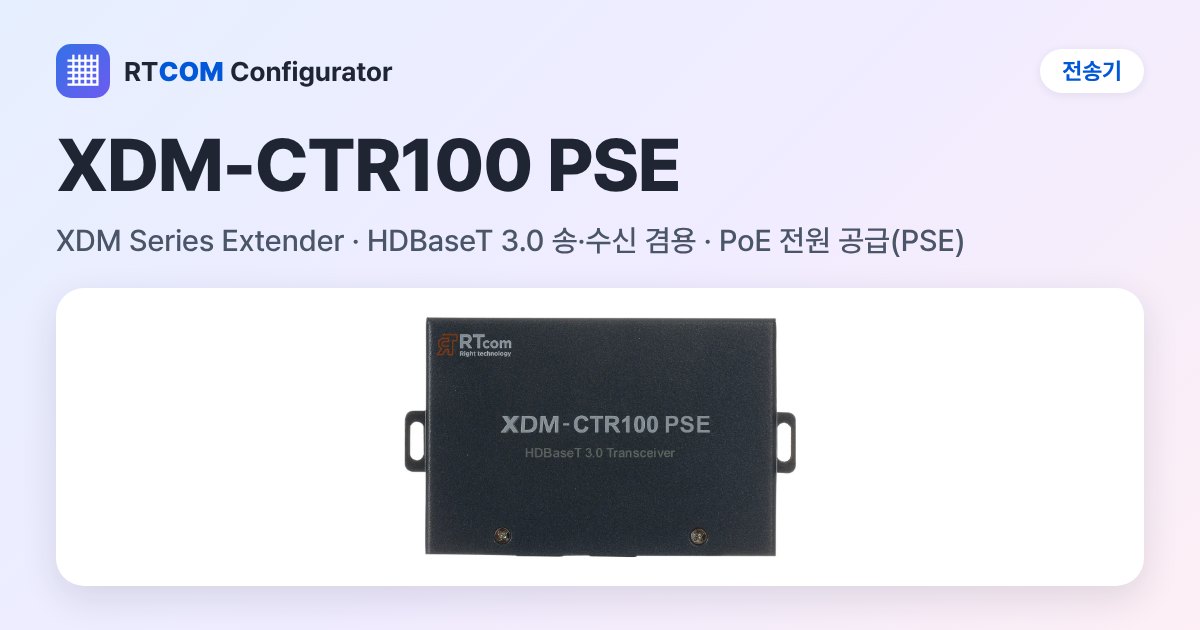 RTCOM Configurator
전송기
XDM-CTR100 PSE
XDM Series Extender · HDBaseT 3.0 송·수신 겸용 · PoE 전원 공급(PSE)
RTcom
Right technology
XDM-CTR100 PSE
HDBaseT 3.0 Transceiver